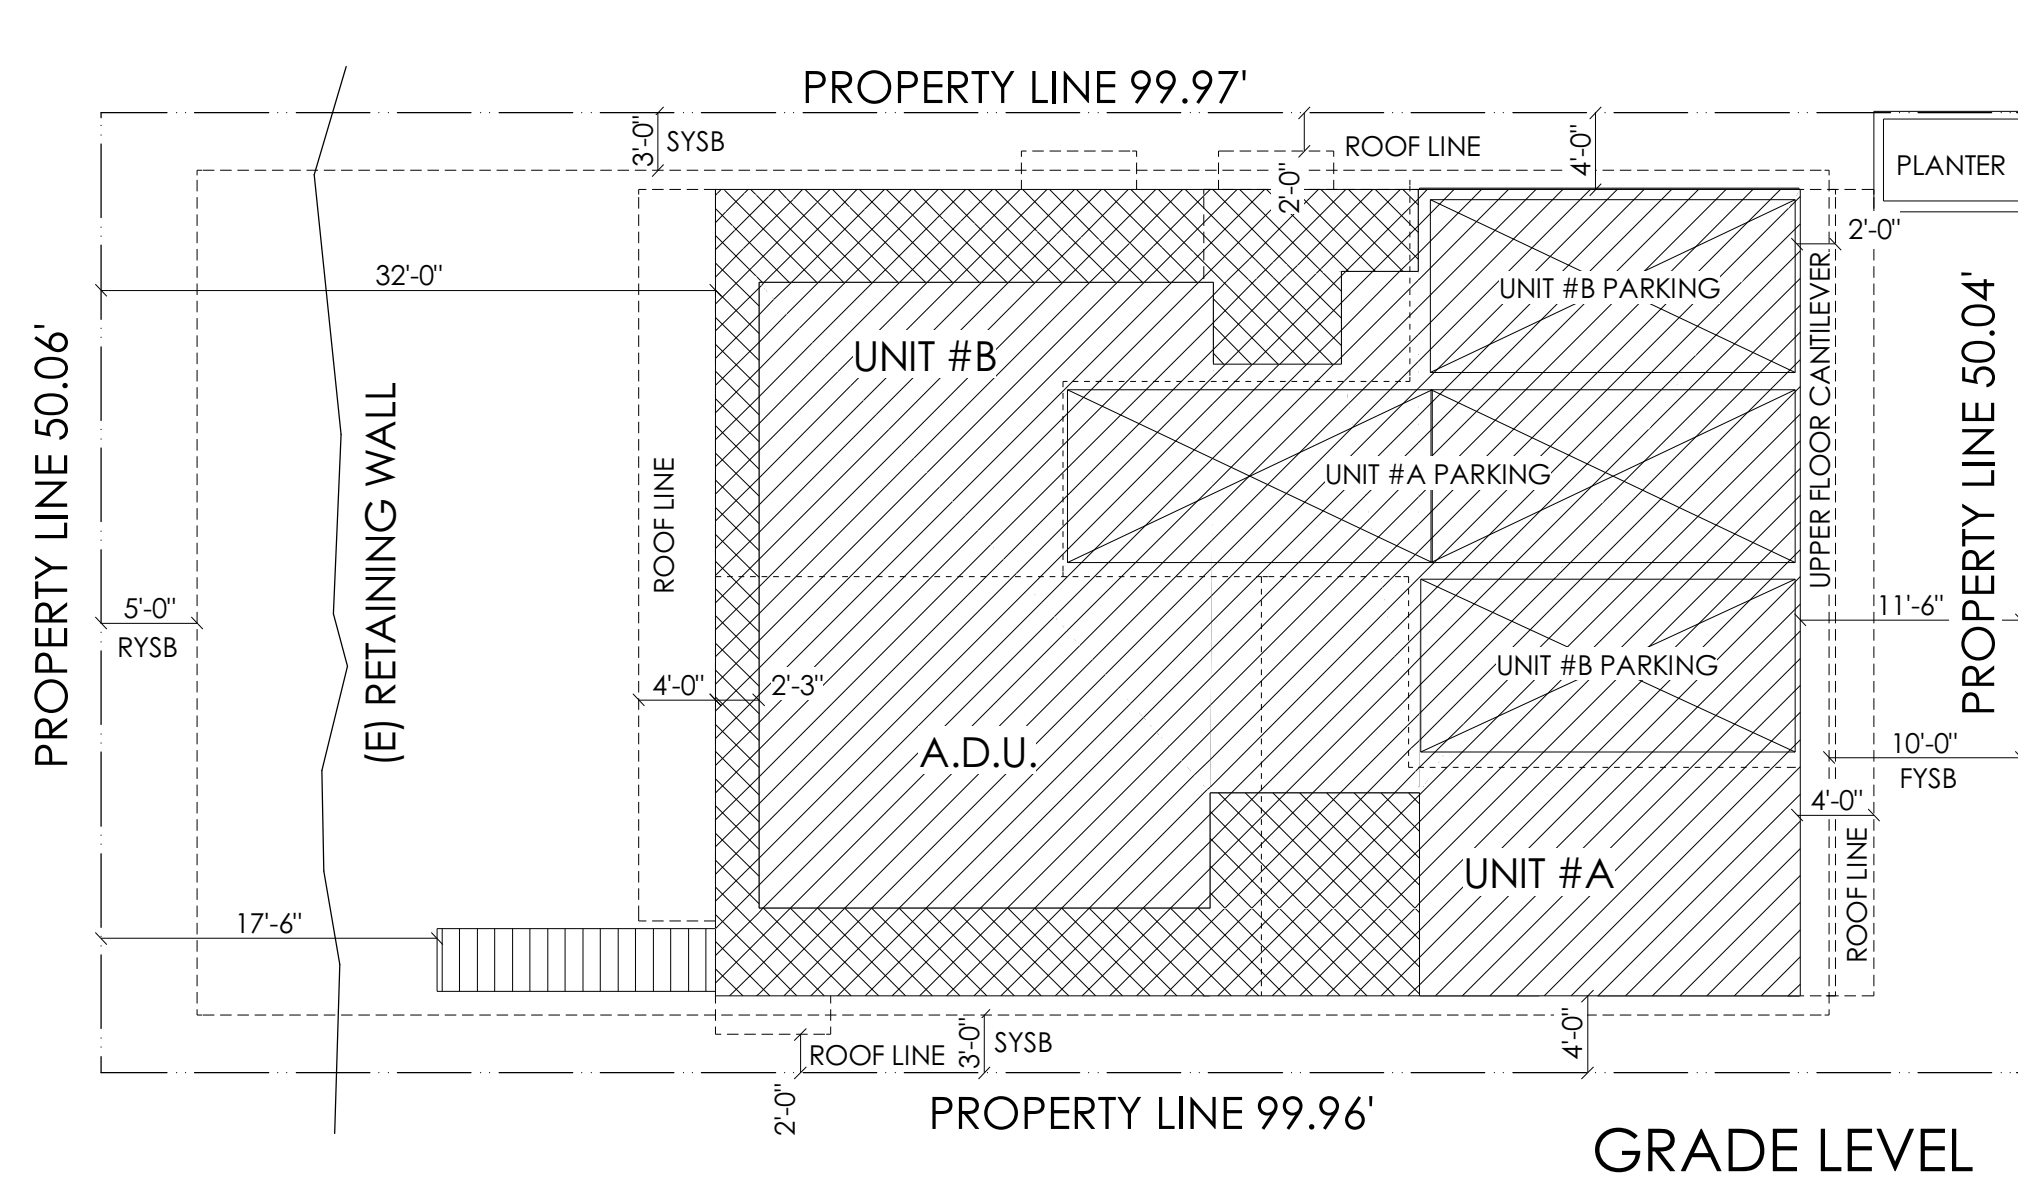 PROPERTY LINE 99.97'
3'-0"
SYSB
2'-0"
ROOF LINE
4'-0"
PLANTER
2'-0"
32'-0"
UNIT #B PARKING
UPPER FLOOR CANTILEVER
PROPERTY LINE 50.04'
PROPERTY LINE 50.06'
(E) RETAINING WALL
UNIT #B
ROOF LINE
UNIT #A PARKING
5'-0"
RYSB
11'-6"
4'-0"
2'-3"
UNIT #B PARKING
A.D.U.
10'-0"
FYSB
4'-0"
ROOF LINE
UNIT #A
17'-6"
ROOF LINE
3'-0"
SYSB
4'-0"
2'-0"
PROPERTY LINE 99.96'
GRADE LEVEL